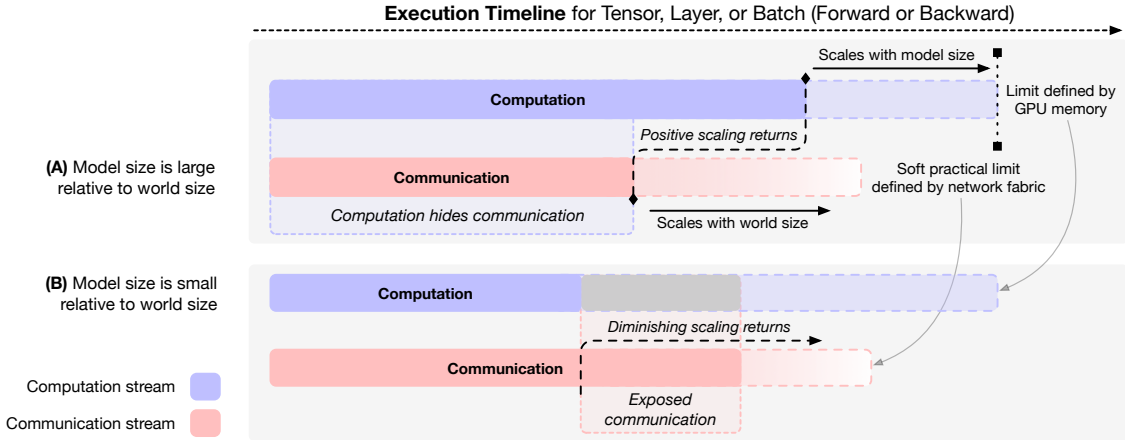 Execution Timeline for Tensor, Layer, or Batch (Forward or Backward)
Scales with model size
Computation
Limit defined by
GPU memory
Positive scaling returns
(A) Model size is large
relative to world size
Communication
Soft practical limit
defined by network fabric
Computation hides communication
Scales with world size
(B) Model size is small
relative to world size
Computation
Diminishing scaling returns
Communication
Exposed
communication
Computation stream
Communication stream